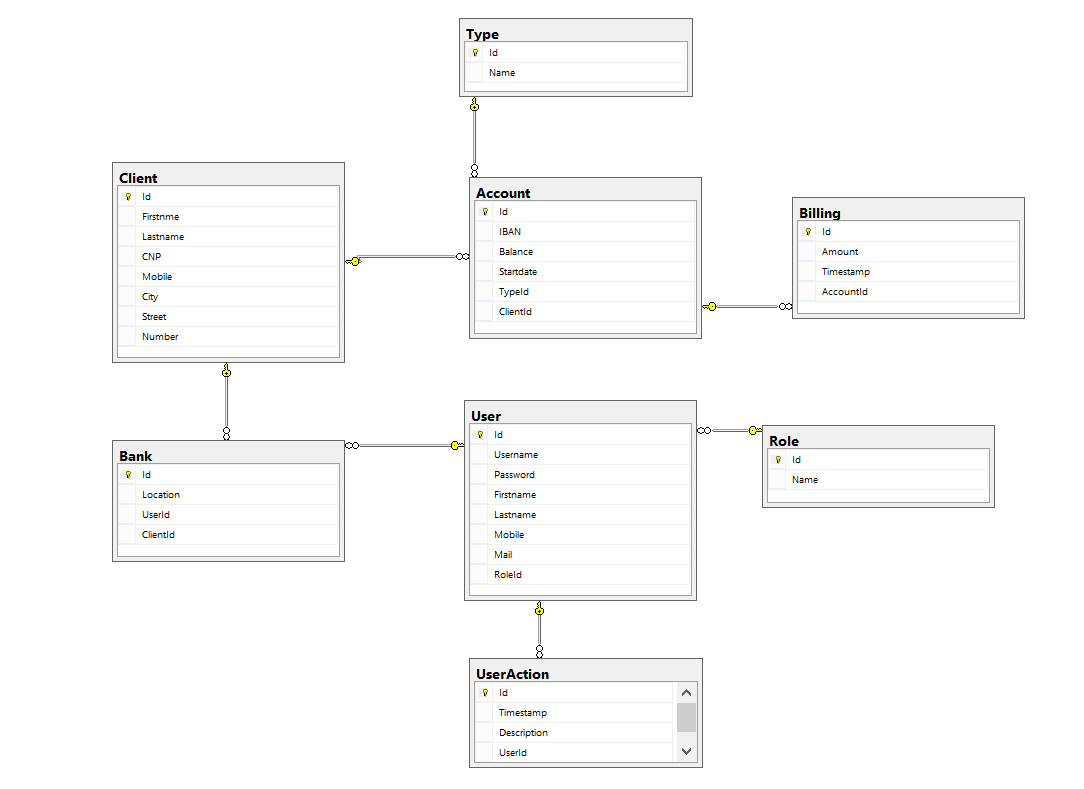 Type
Id
Name
Client
Id
Firstnme
Lastname
CNP
Mobile
City
Street
Number
Account
Id
IBAN
Balance
Startdate
TypeId
ClientId
Billing
Id
Amount
Timestamp
AccountId
Bank
Id
Location
UserId
ClientId
User
Id
Username
Password
Firstname
Lastname
Mobile
Mail
RoleId
Role
Id
Name
UserAction
Id
Timestamp
Description
UserId